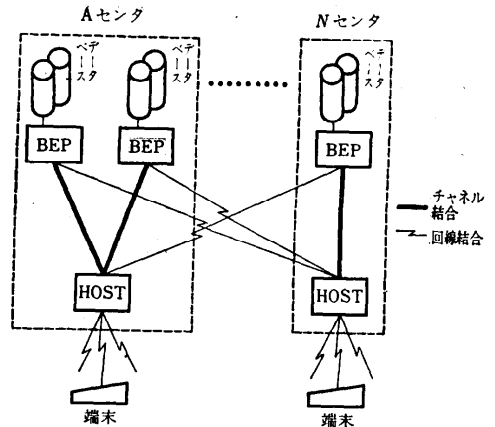 Aセンタ
Nセンタ
データベース
データベース
データベース
BEP
BEP
BEP
チャネル
結合
回線結合
HOST
HOST
端末
端末